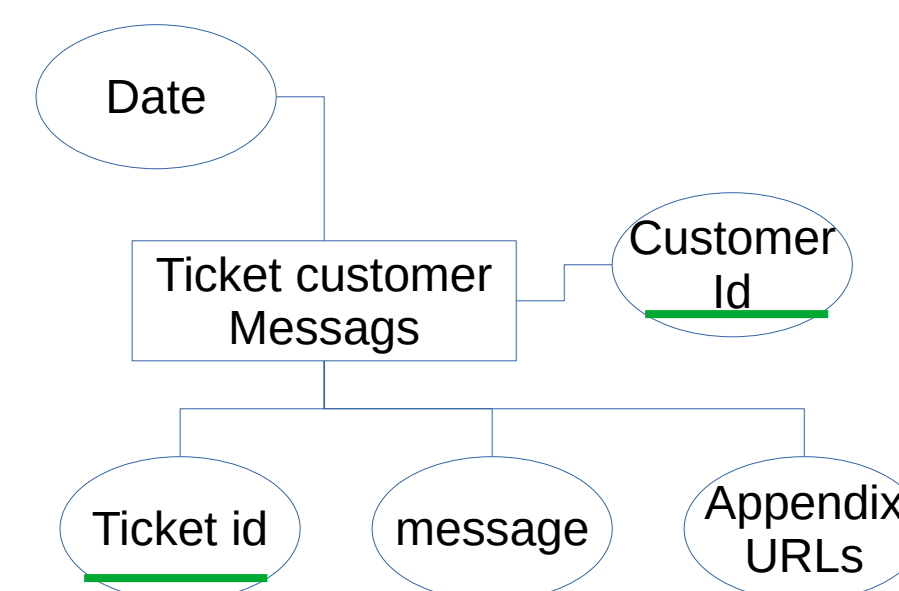 Date
Customer
Id
Ticket customer
Messags
Ticket id
message
Appendix
URLs